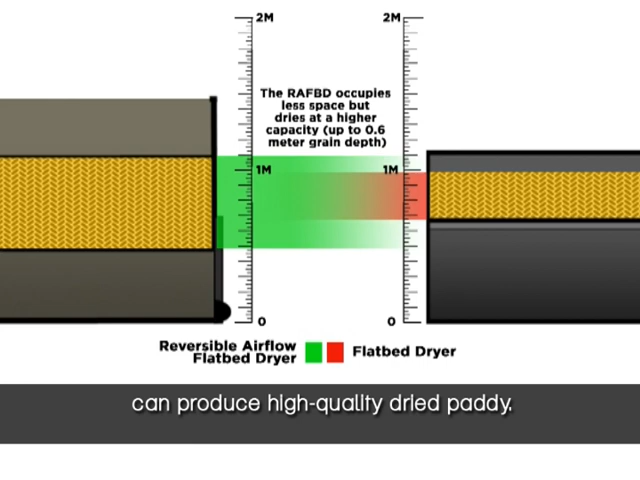 2M
2M
The RAFBD occupies
less space but
dries at a higher
capacity (up to 0.6
meter grain depth)
1M
1M
0
0
Reversible Airflow
Flatbed Dryer
Flatbed Dryer
can produce high-quality dried paddy.